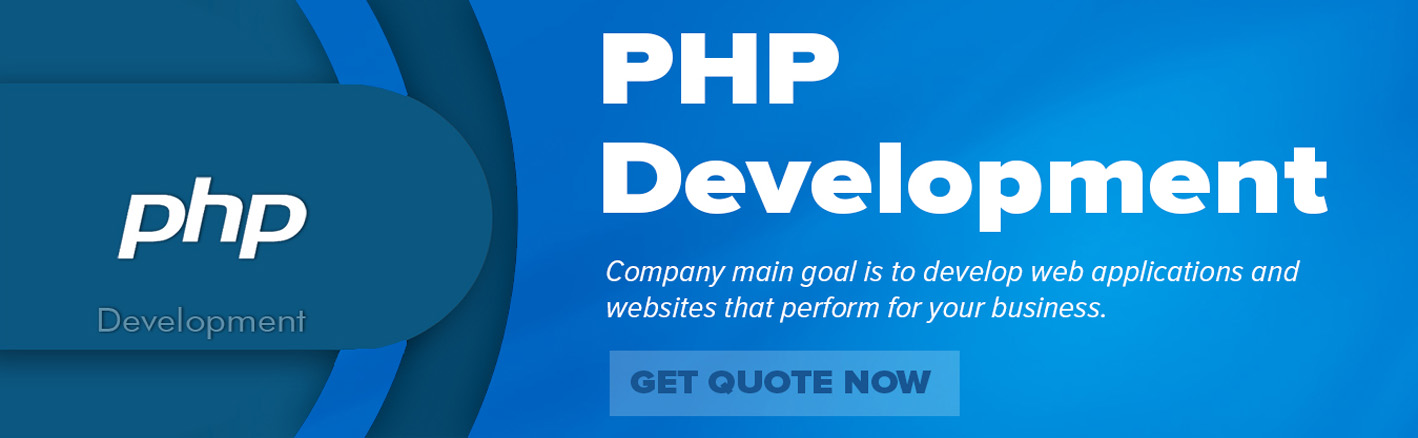 php
Development
PHP
Development
Company main goal is to develop web applications and
websites that perform for your business.
GET QUOTE NOW